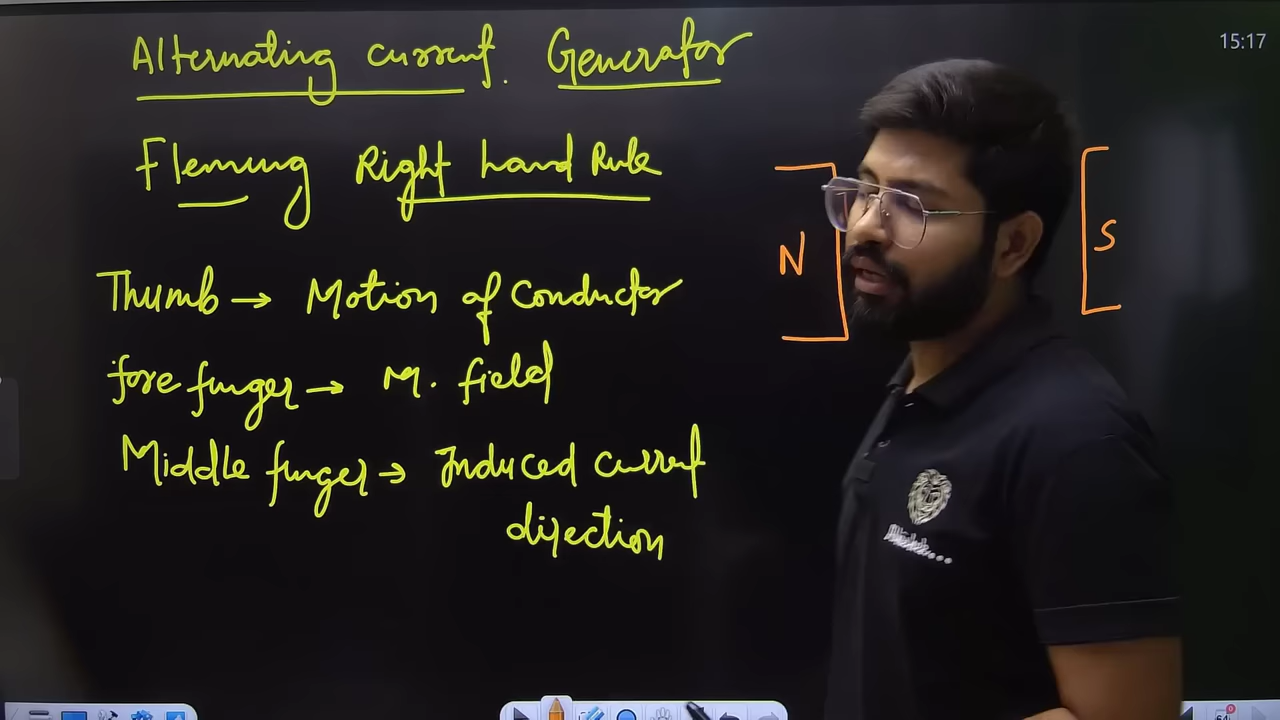 Alternating current. Generator
15:17
Fleming Right hand Rule
N
S
Thumb → Motion of Conductor
fore finger → M. field
Middle finger → Induced current
direction